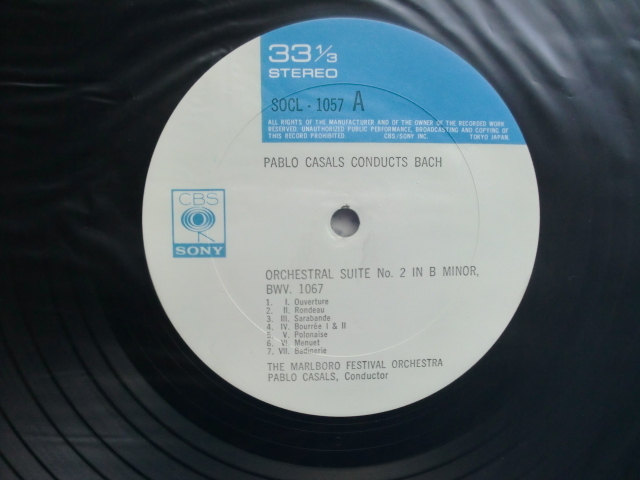 33 1/3
STEREO
SOCL - 1057 A
ALL RIGHTS OF THE MANUFACTURER AND OF THE OWNER OF THE RECORDED WORK
RESERVED. UNAUTHORIZED PUBLIC PERFORMANCE, BROADCASTING AND COPYING OF
THIS RECORD PROHIBITED CBS/SONY INC. TOKYO JAPAN.
PABLO CASALS CONDUCTS BACH
CBS
SONY
ORCHESTRAL SUITE No. 2 IN B MINOR,
BWV. 1067
1. I. Ouverture
2. II. Rondeau
3. III. Sarabande
4. IV. Bourrée I & II
5. V. Polonaise
6. VI. Menuet
7. VII. Badinerie
THE MARLBORO FESTIVAL ORCHESTRA
PABLO CASALS, Conductor